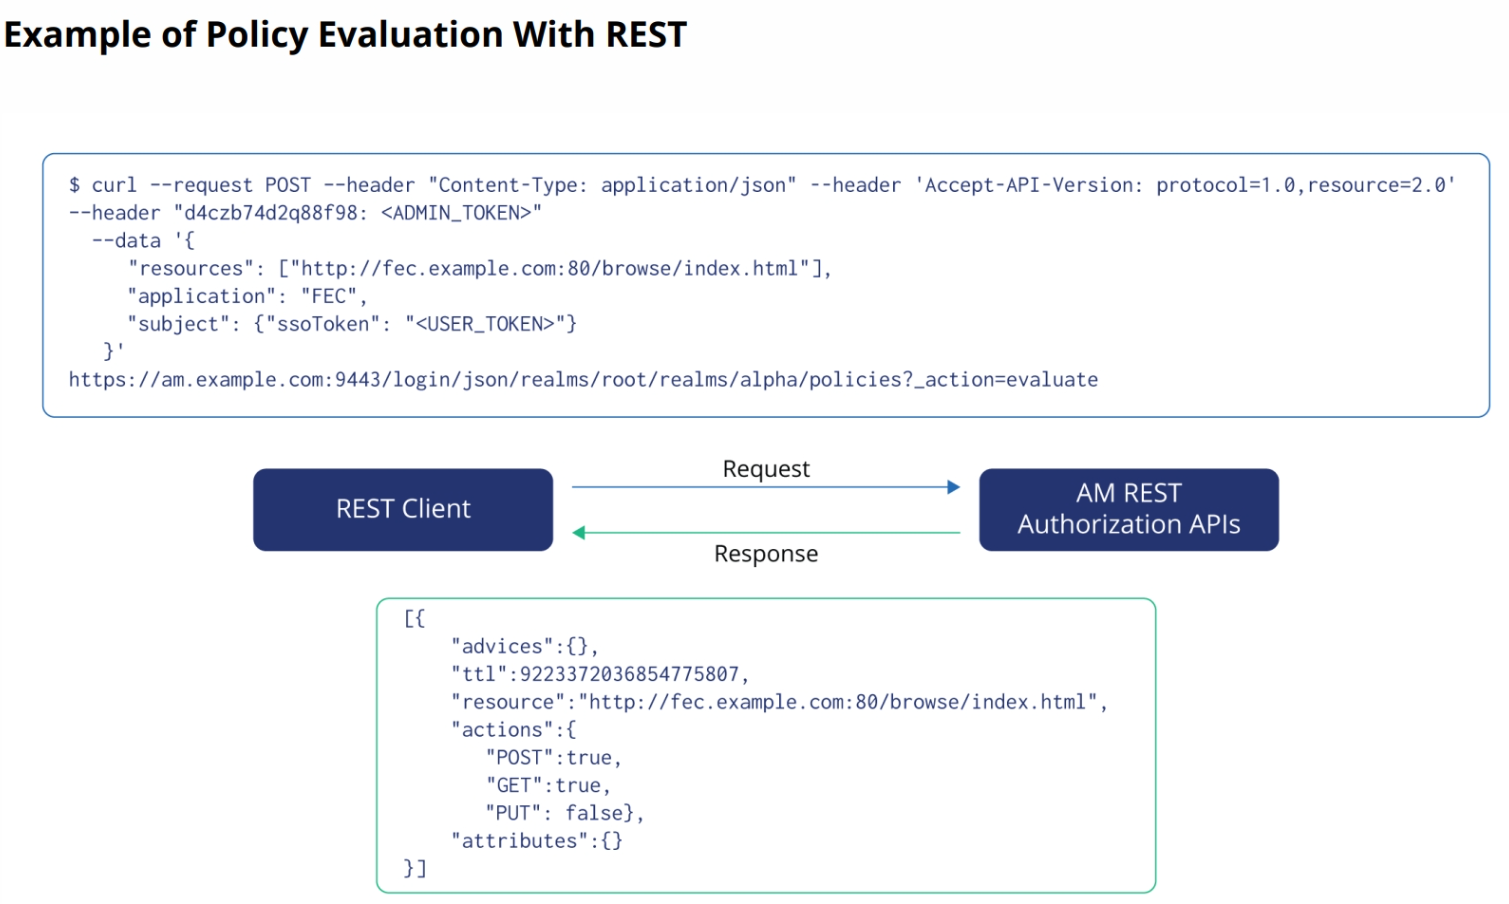 Example of Policy Evaluation With REST
$ curl --request POST --header "Content-Type: application/json" --header 'Accept-API-Version: protocol=1.0,resource=2.0'
--header "d4czb74d2q88f98: <ADMIN_TOKEN>"
--data '{
"resources": ["http://fec.example.com:80/browse/index.html"],
"application": "FEC",
"subject": {"ssoToken": "<USER_TOKEN>"}
}'
https://am.example.com:9443/login/json/realms/root/realms/alpha/policies?_action=evaluate
Request
REST Client
AM REST
Authorization APIs
Response
[{
"advices":{},
"ttl":9223372036854775807,
"resource":"http://fec.example.com:80/browse/index.html",
"actions":{
"POST":true,
"GET":true,
"PUT": false},
"attributes":{}
}]